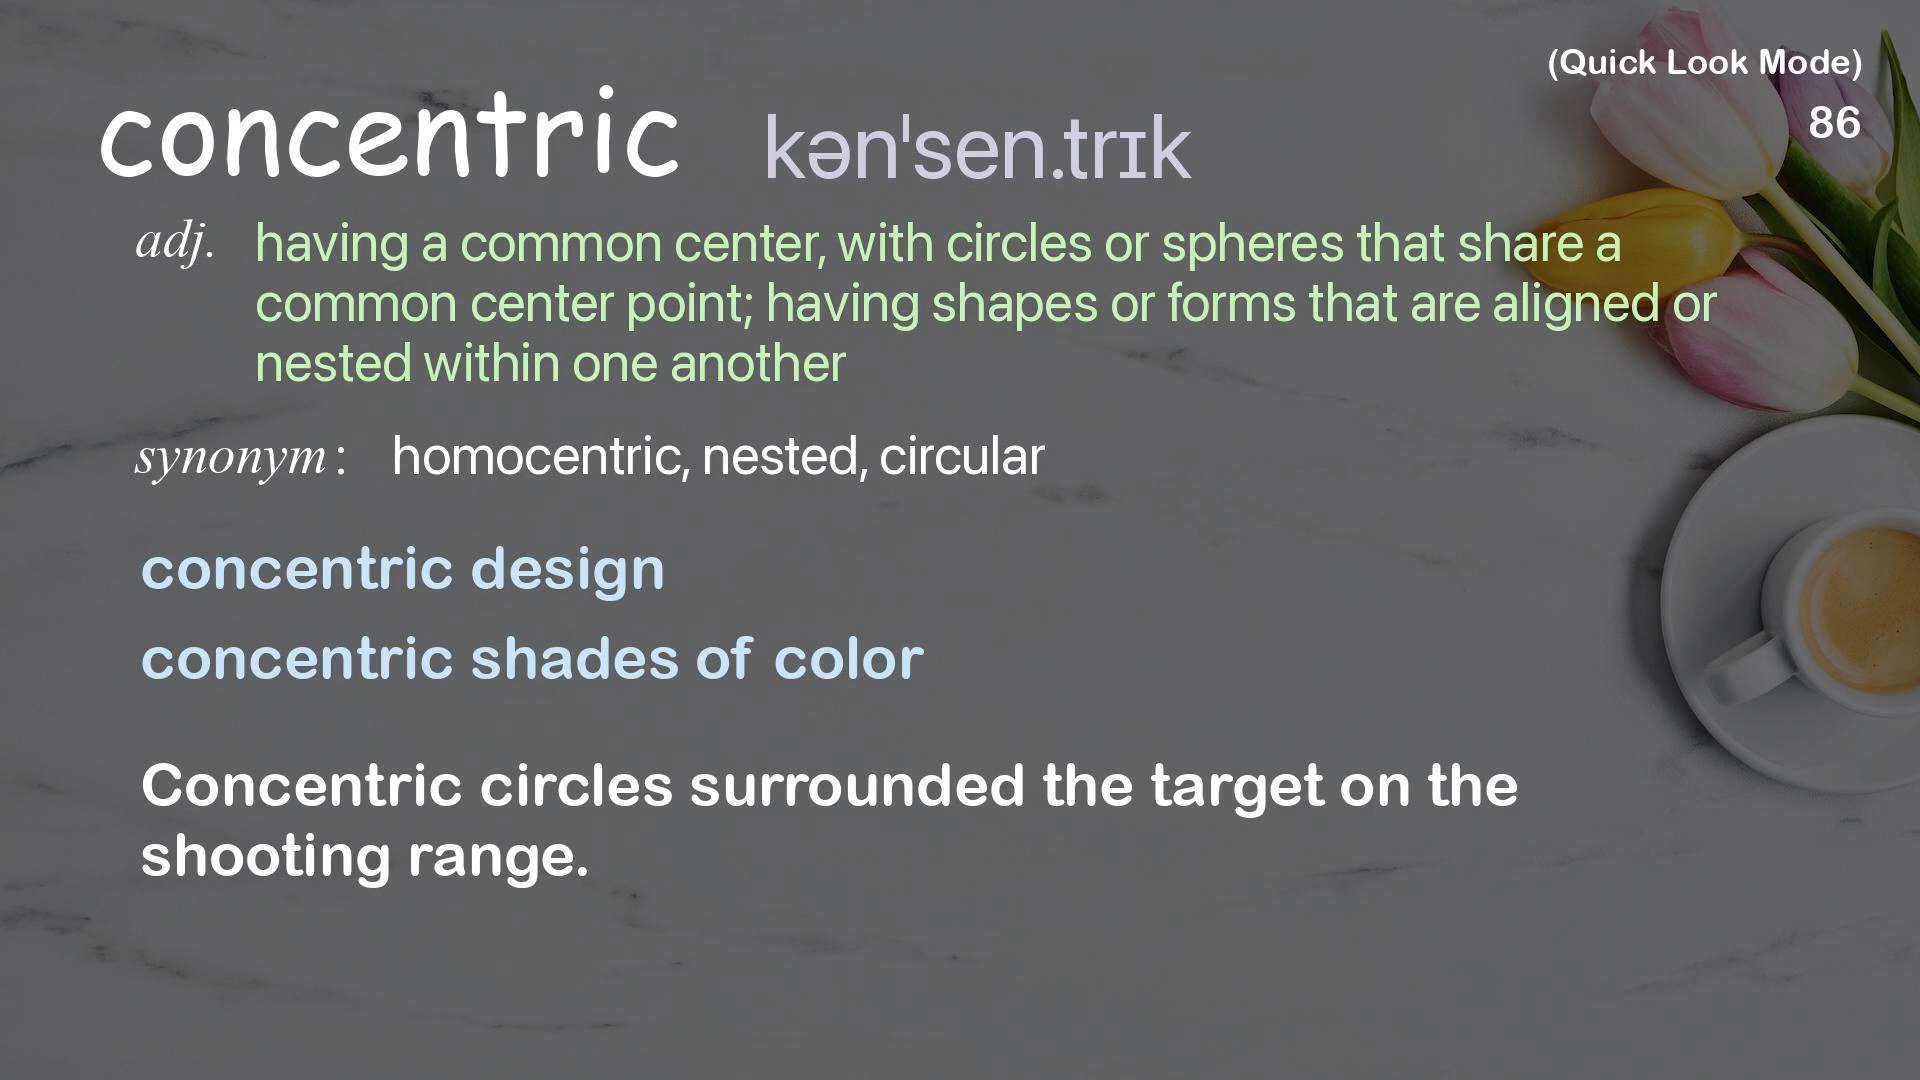 (Quick Look Mode)
86
concentric kən'sen.trɪk
adj. having a common center, with circles or spheres that share a
common center point; having shapes or forms that are aligned or
nested within one another
synonym: homocentric, nested, circular
concentric design
concentric shades of color
Concentric circles surrounded the target on the
shooting range.